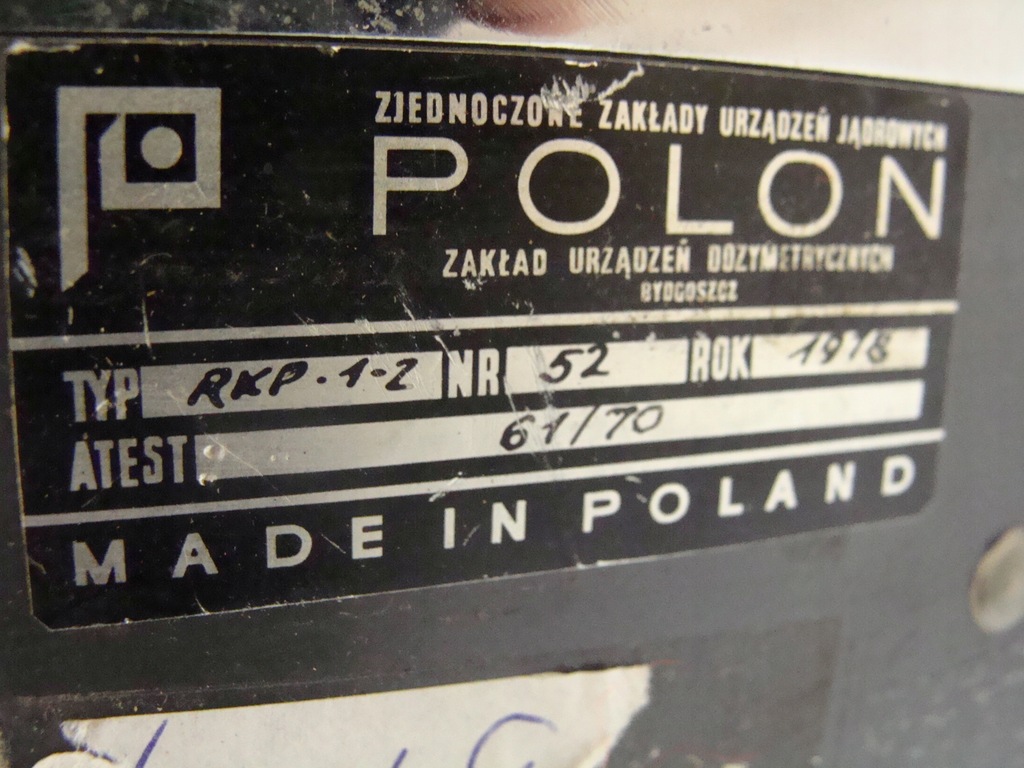 ZJEDNOCZONE ZAKŁADY URZĄDZEŃ JĄDROWYCH
POLON
ZAKŁAD URZĄDZEŃ DOZYMETRYCZNYCH
BYDGOSZCZ
TYP RKP-1-2 NR 52 ROK 1978
ATEST: 61/70
MADE IN POLAND